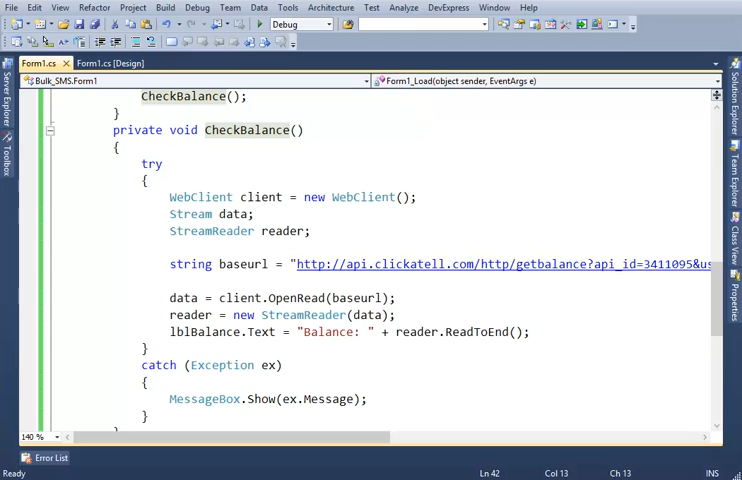 File Edit View Refactor Project Build Debug Team Data Tools Architecture Test Analyze DevExpress Window Help
Debug
Form1.cs Form1.cs [Design]
Bulk_SMS.Form1 Form1_Load(object sender, EventArgs e)
Server Explorer
Toolbox
CheckBalance();
}
private void CheckBalance()
{
try
{
WebClient client = new WebClient();
Stream data;
StreamReader reader;
string baseurl = "http://api.clickatell.com/http/getbalance?api_id=3411095&us
data = client.OpenRead(baseurl);
reader = new StreamReader(data);
lblBalance.Text = "Balance: " + reader.ReadToEnd();
}
catch (Exception ex)
{
MessageBox.Show(ex.Message);
}
Solution Explorer
Team Explorer
Class View
Properties
140 %
Error List
Ready Ln 42 Col 13 Ch 13 INS